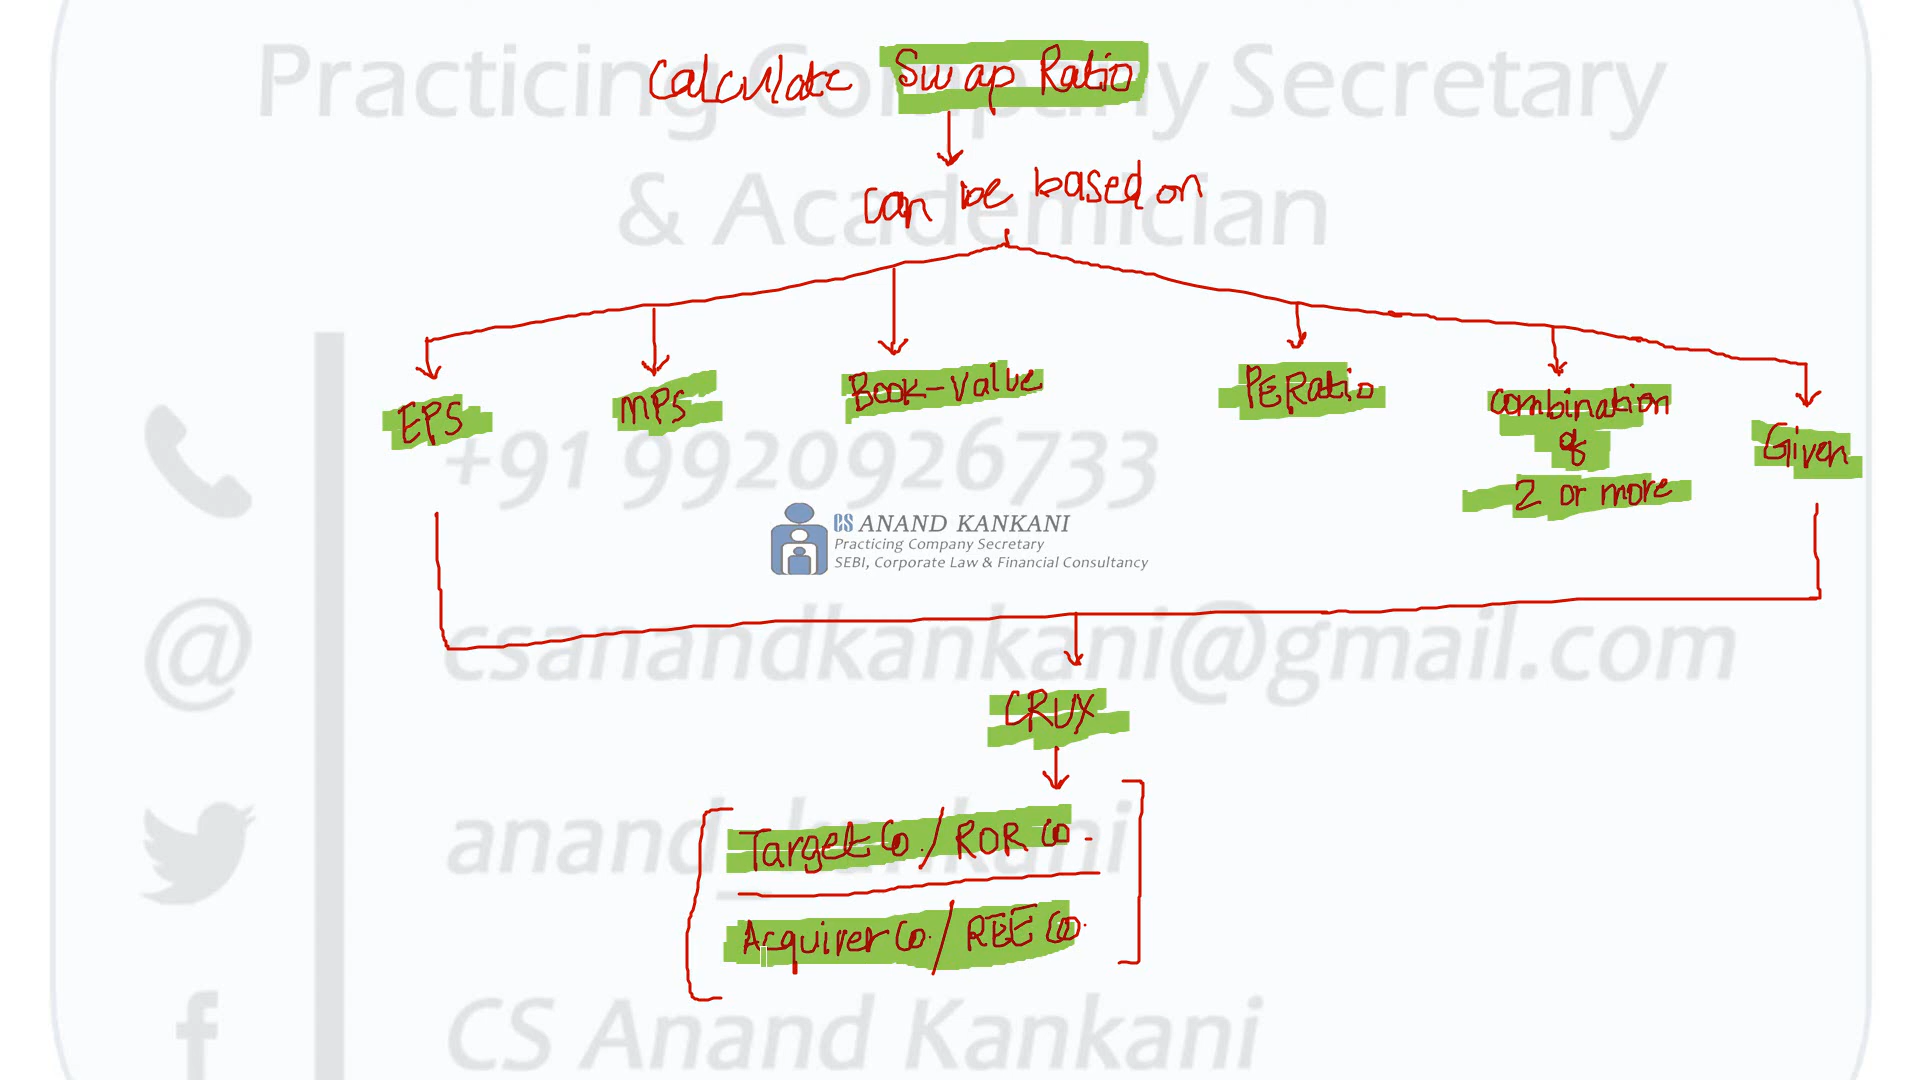 Practicing Company Secretary
& Academician
Calculate Swap Ratio
can be based on
EPS
MPS
Book-Value
PE Ratio
combination
of
2 or more
Given
+91 9920926733
CS ANAND KANKANI
Practicing Company Secretary
SEBI, Corporate Law & Financial Consultancy
@
csanandkankani@gmail.com
CRUX
anand_kankani
Target Co./ROR Co.
Acquirer Co./REE Co.
f
CS Anand Kankani